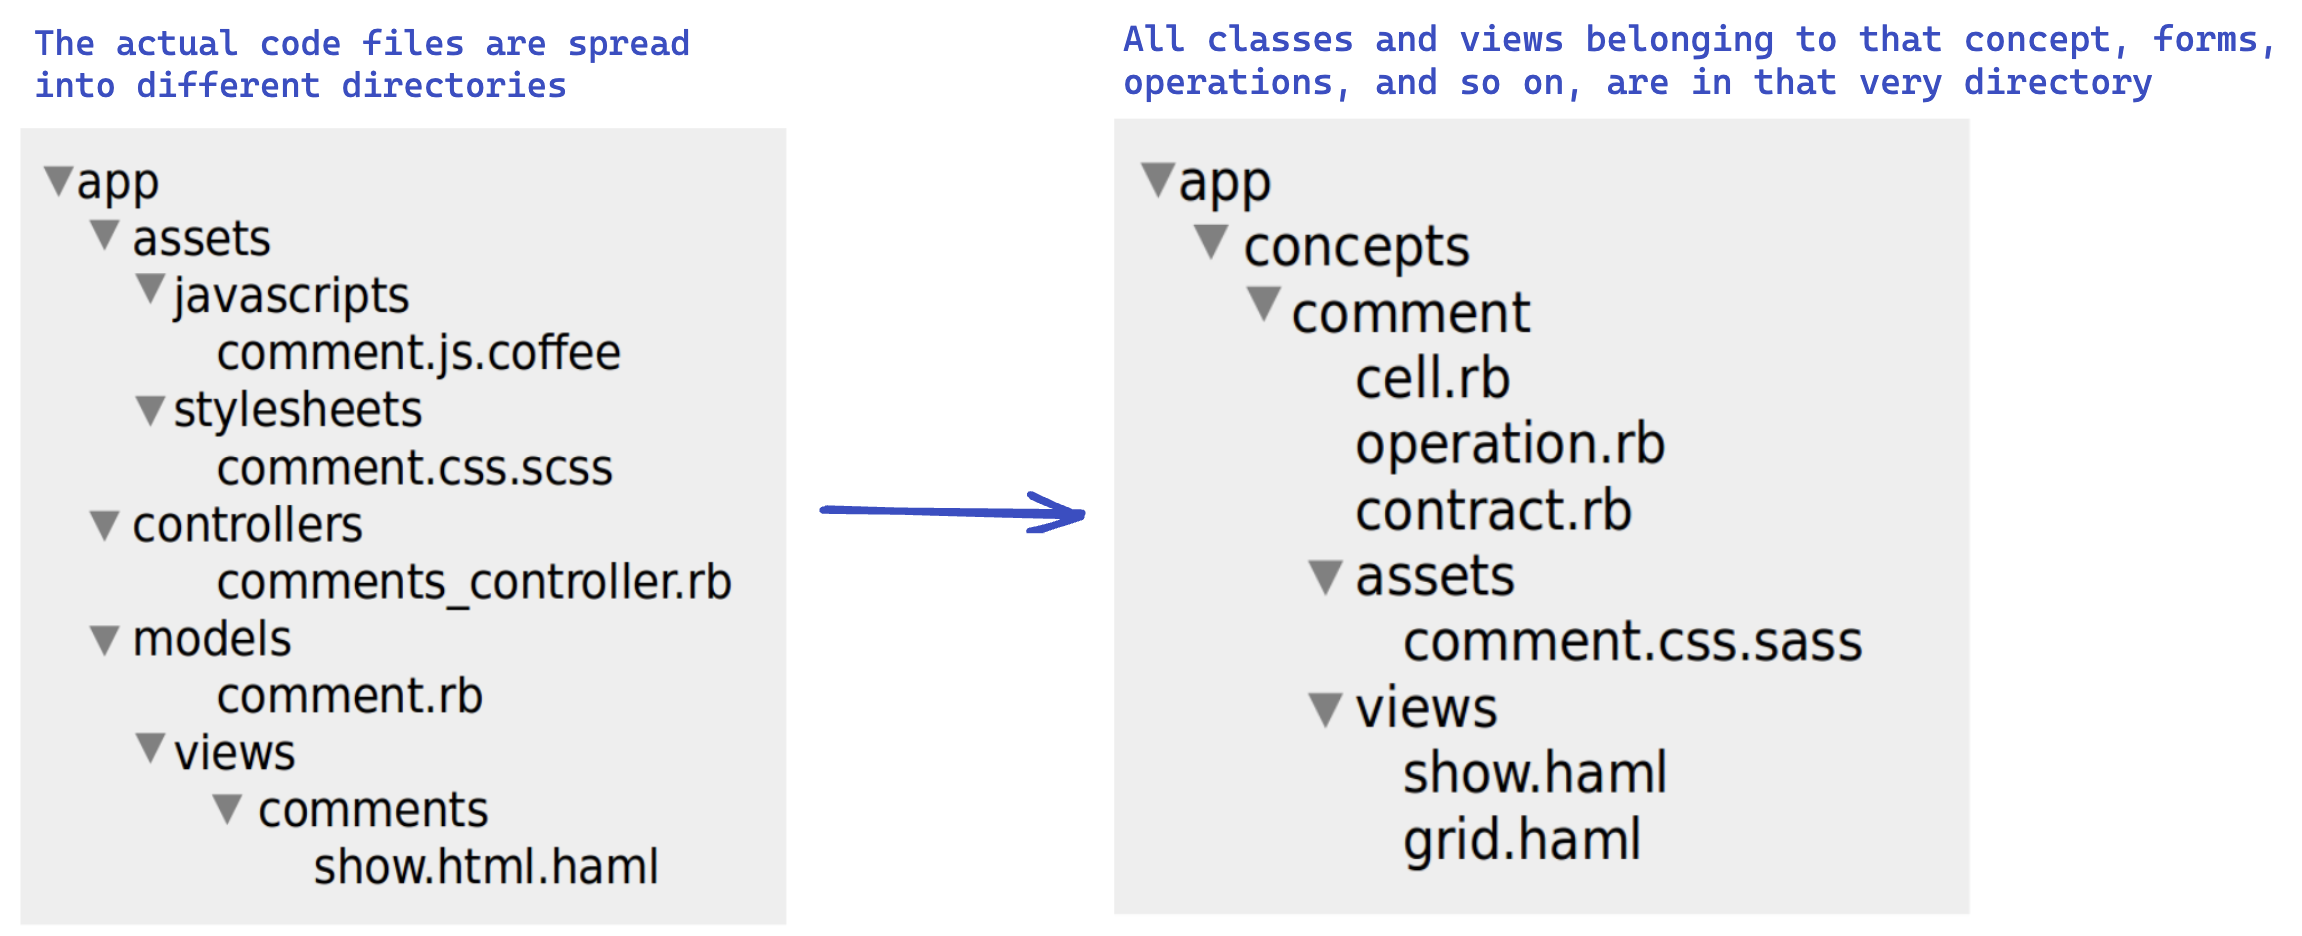 The actual code files are spread
into different directories
app
assets
javascripts
comment.js.coffee
stylesheets
comment.css.scss
controllers
comments_controller.rb
models
comment.rb
views
comments
show.html.haml
All classes and views belonging to that concept, forms,
operations, and so on, are in that very directory
app
concepts
comment
cell.rb
operation.rb
contract.rb
assets
comment.css.sass
views
show.haml
grid.haml